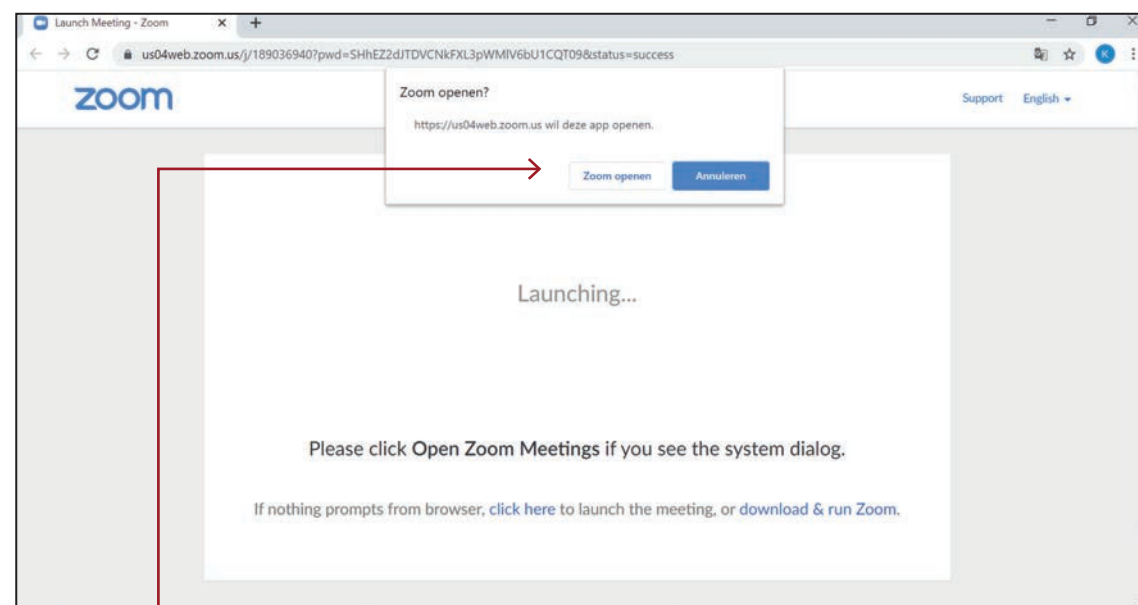 Launch Meeting - Zoom
us04web.zoom.us/j/189036940?pwd=SHhEZ2dJTDVCNkFXL3pWMlV6bU1CQT09&status=success
zoom
Support English
Zoom openen?
https://us04web.zoom.us wil deze app openen.
Zoom openen Annuleren
K
Launching...
Please click Open Zoom Meetings if you see the system dialog.
If nothing prompts from browser, click here to launch the meeting, or download & run Zoom.